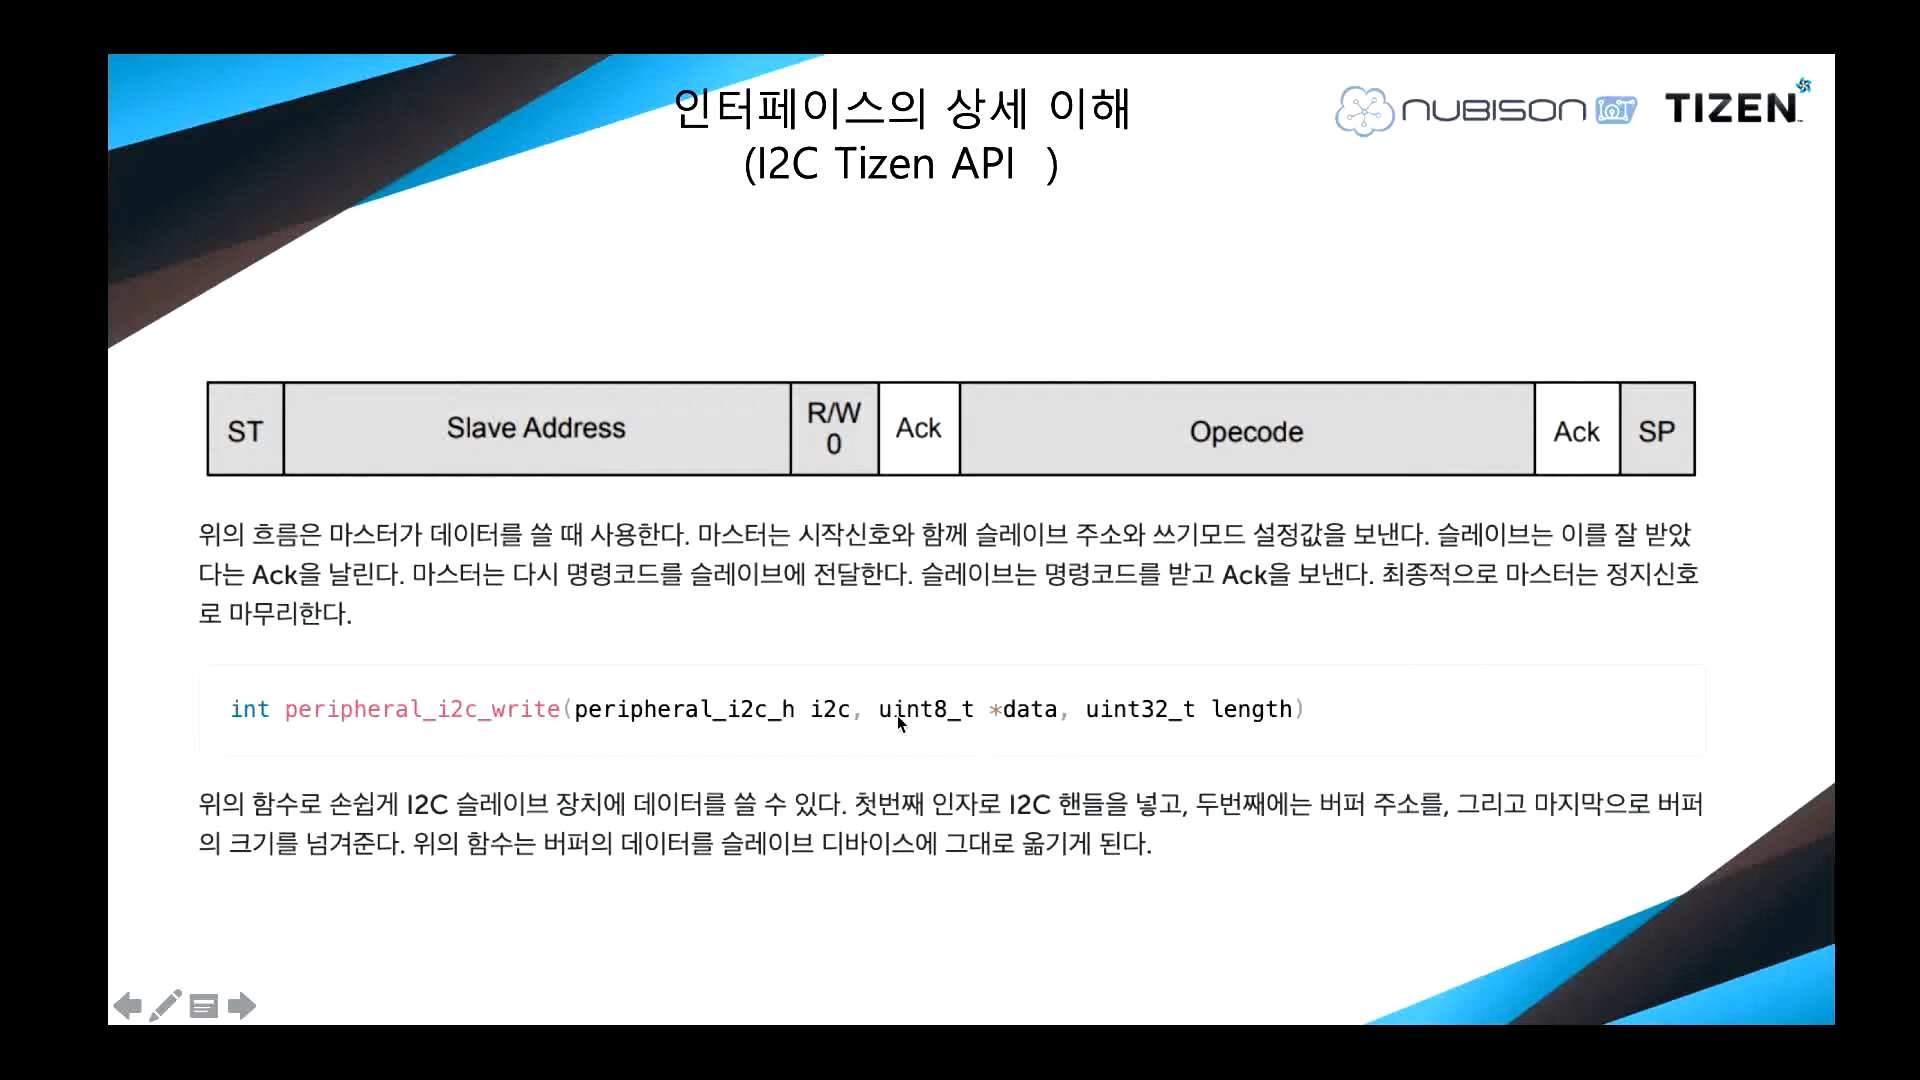 인터페이스의 상세 이해
(I2C Tizen API  )
NUBISON IoT TIZEN
ST Slave Address R/W 0 Ack Opecode Ack SP
위의 흐름은 마스터가 데이터를 쓸 때 사용한다. 마스터는 시작신호와 함께 슬레이브 주소와 쓰기모드 설정값을 보낸다. 슬레이브는 이를 잘 받았
다는 Ack을 날린다. 마스터는 다시 명령코드를 슬레이브에 전달한다. 슬레이브는 명령코드를 받고 Ack을 보낸다. 최종적으로 마스터는 정지신호
로 마무리한다.
int peripheral_i2c_write(peripheral_i2c_h i2c, uint8_t *data, uint32_t length)
위의 함수로 손쉽게 I2C 슬레이브 장치에 데이터를 쓸 수 있다. 첫번째 인자로 I2C 핸들을 넣고, 두번째에는 버퍼 주소를, 그리고 마지막으로 버퍼
의 크기를 넘겨준다. 위의 함수는 버퍼의 데이터를 슬레이브 디바이스에 그대로 옮기게 된다.